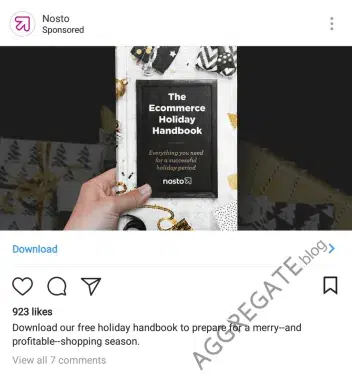 Nosto
Sponsored
The
Ecommerce
Holiday
Handbook
Everything you need
for a successful
holiday period
nosto
Download
923 likes
Download our free holiday handbook to prepare for a merry--and
profitable--shopping season.
View all 7 comments
AGGREGATE.blog